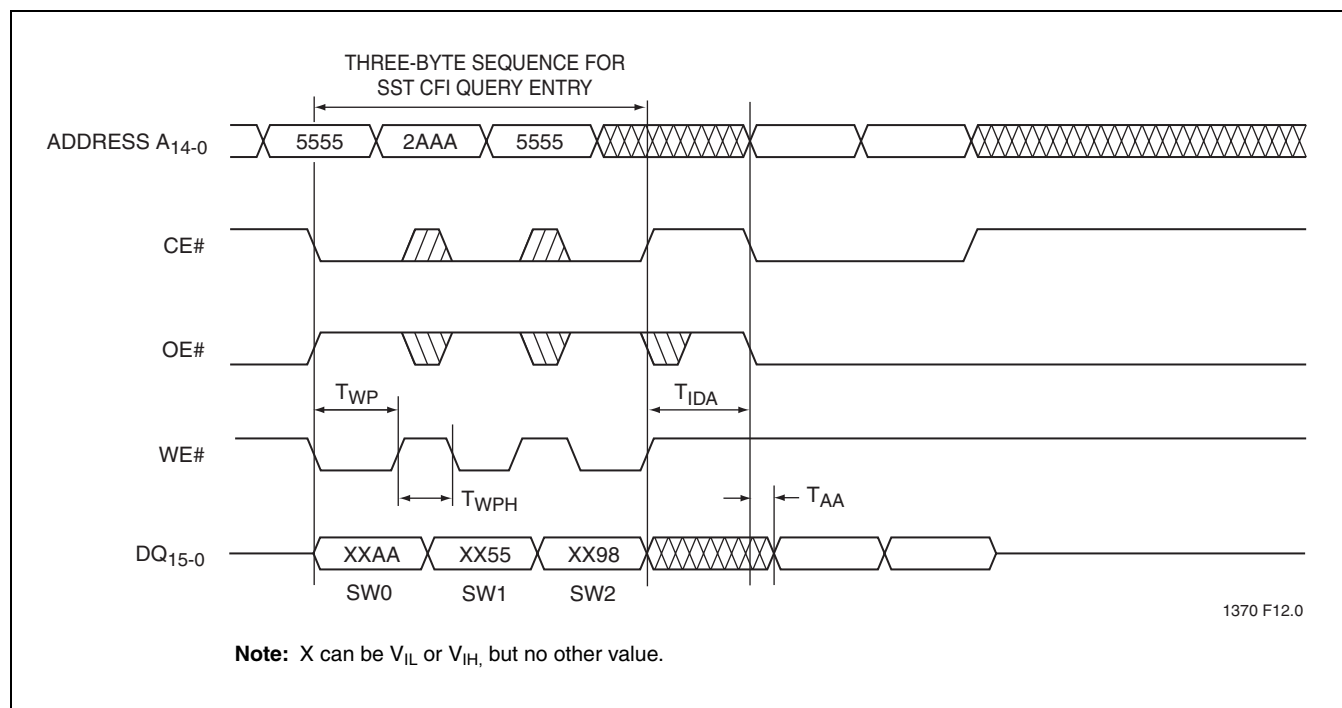 THREE-BYTE SEQUENCE FOR
SST CFI QUERY ENTRY
ADDRESS A14-0
5555 2AAA 5555
CE#
OE#
TWP TIDA
WE#
TWPH TAA
DQ15-0
XXAA XX55 XX98
SW0 SW1 SW2
1370 F12.0
Note: X can be VIL or VIH, but no other value.